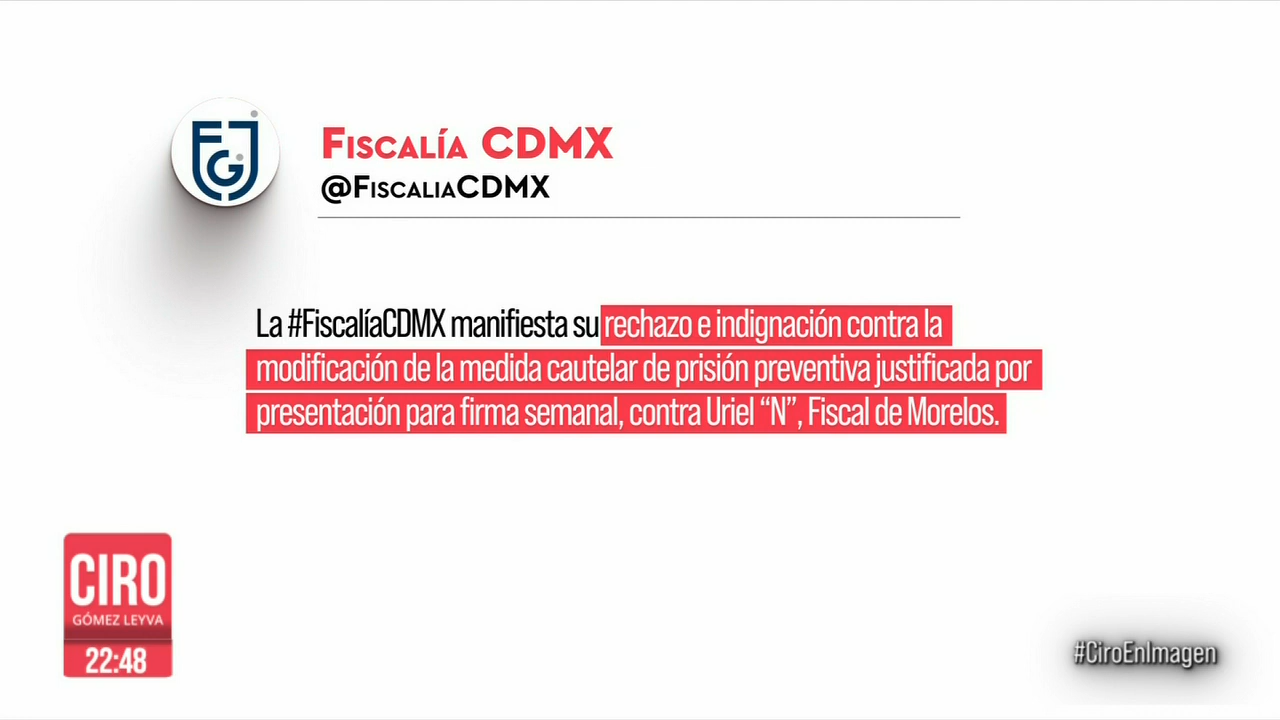 FGJ
FISCALÍA CDMX
@FISCALIACDMX
La #FiscalíaCDMX manifiesta su rechazo e indignación contra la
modificación de la medida cautelar de prisión preventiva justificada por
presentación para firma semanal, contra Uriel “N”, Fiscal de Morelos.
CIRO
GÓMEZ LEYVA
22:48
#CiroEnImagen